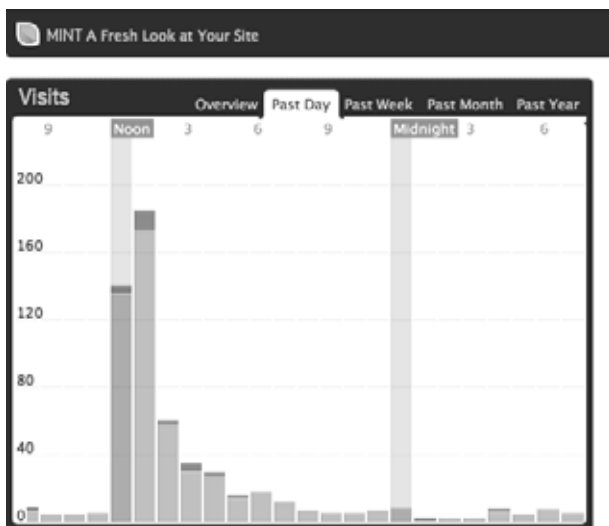 MINT A Fresh Look at Your Site
Visits
Overview Past Day Past Week Past Month Past Year
9 Noon 3 6 9 Midnight 3 6
200
160
120
80
40
0